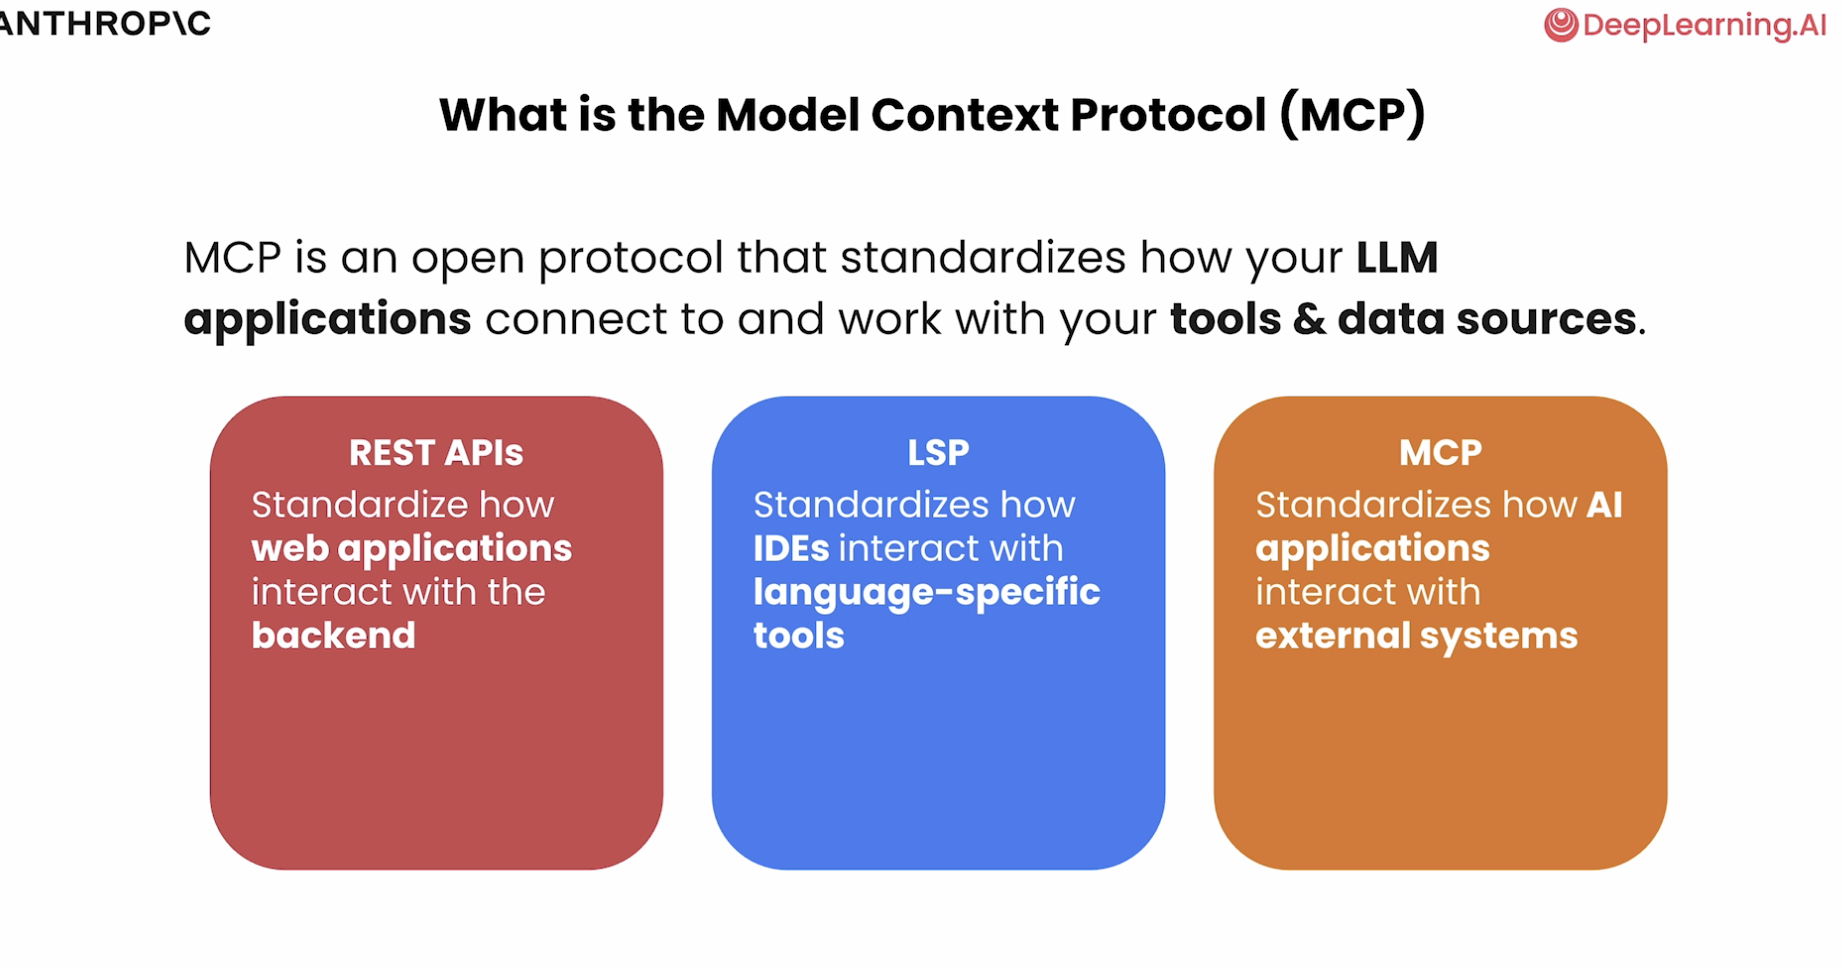 ANTHROP\C
DeepLearning.AI
What is the Model Context Protocol (MCP)
MCP is an open protocol that standardizes how your LLM
applications connect to and work with your tools & data sources.
REST APIs
Standardize how
web applications
interact with the
backend
LSP
Standardizes how
IDEs interact with
language-specific
tools
MCP
Standardizes how AI
applications
interact with
external systems